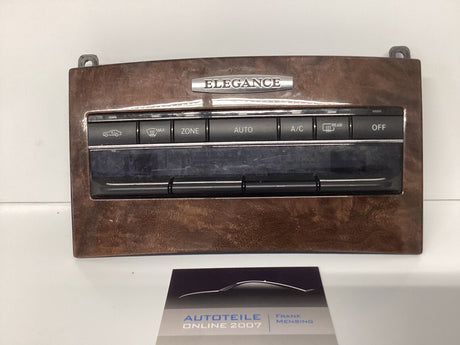 ELEGANCE
MAX ZONE AUTO A/C REAR OFF
AUTOTEILE
ONLINE 2007
FRANK
MENSING